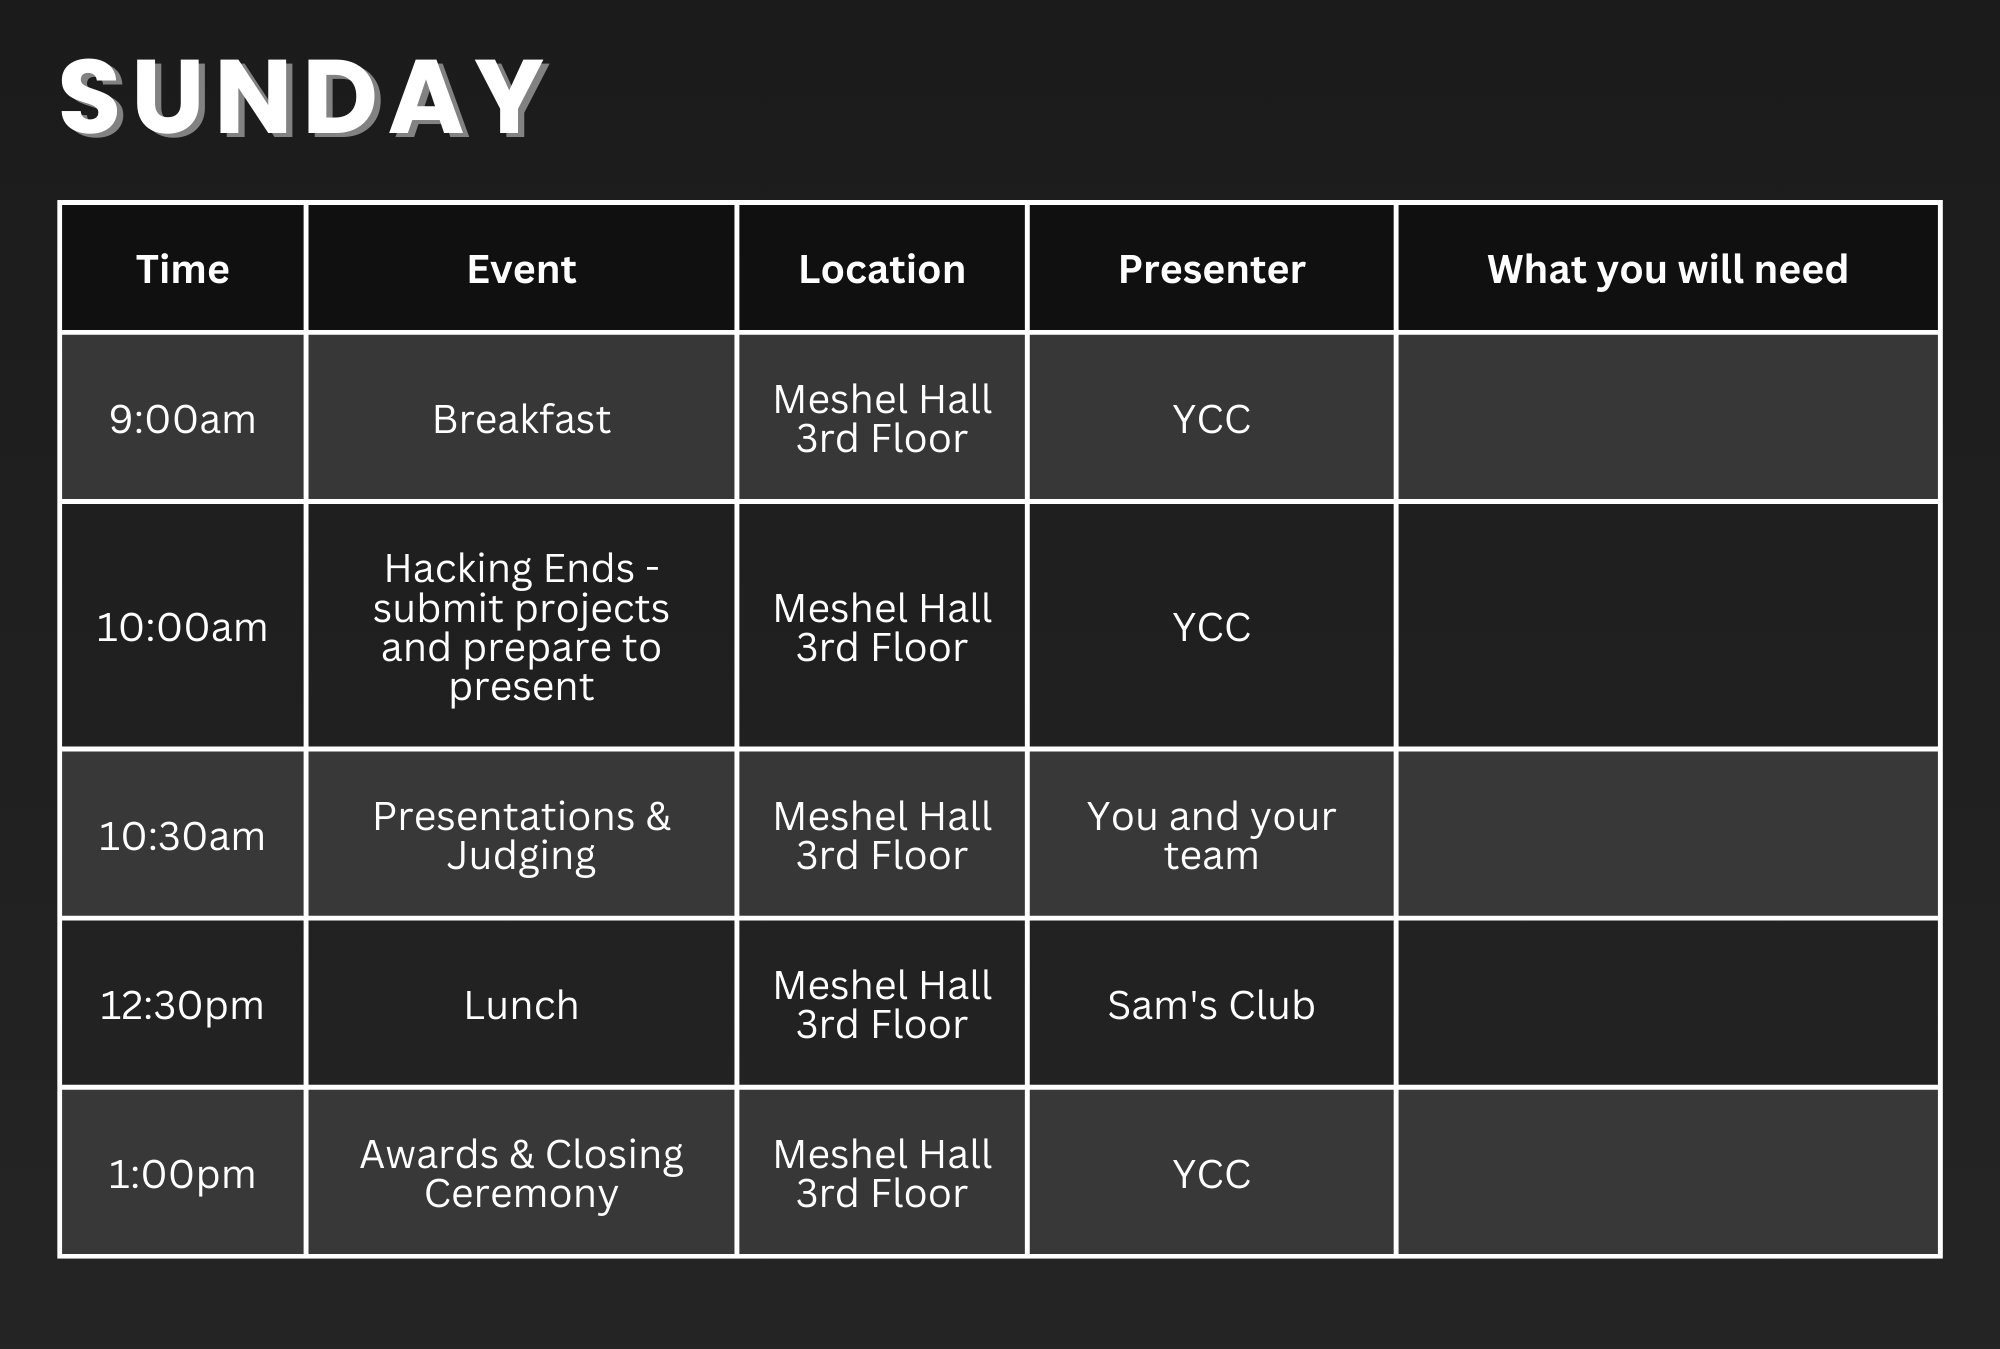 SUNDAY
Time
Event
Location
Presenter
What you will need
9:00am
Breakfast
Meshel Hall
3rd Floor
YCC
10:00am
Hacking Ends -
submit projects
and prepare to
present
Meshel Hall
3rd Floor
YCC
10:30am
Presentations &
Judging
Meshel Hall
3rd Floor
You and your
team
12:30pm
Lunch
Meshel Hall
3rd Floor
Sam's Club
1:00pm
Awards & Closing
Ceremony
Meshel Hall
3rd Floor
YCC